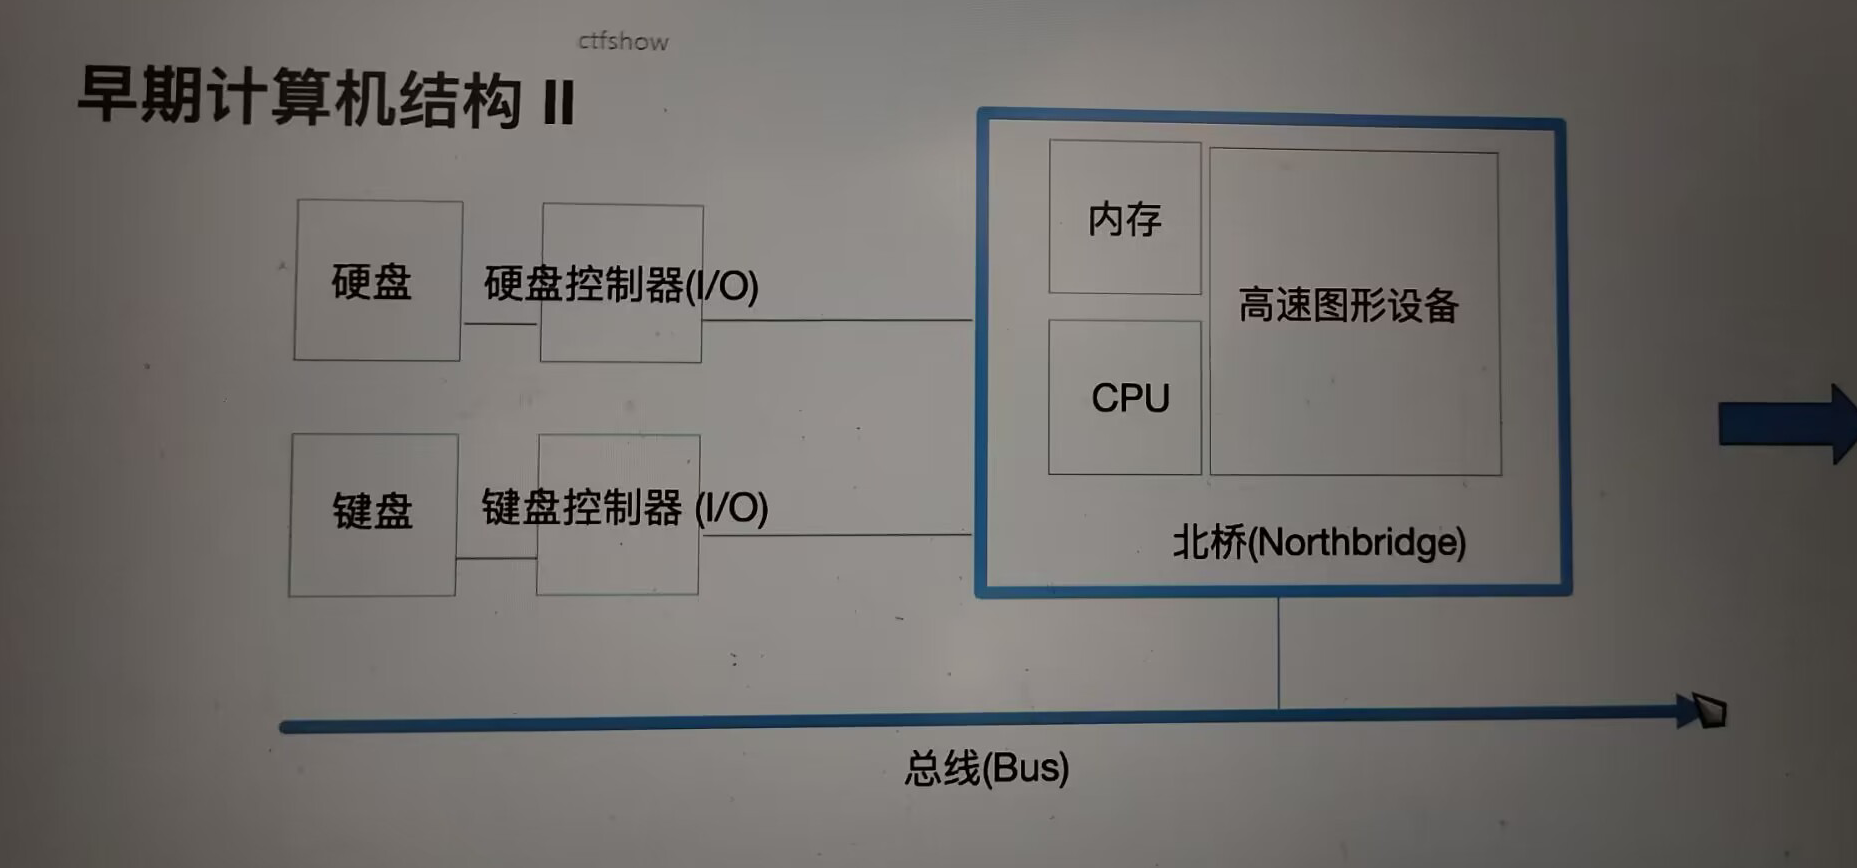 ctfshow
早期计算机结构 II
硬盘
硬盘控制器(I/O)
内存
高速图形设备
CPU
键盘
键盘控制器 (I/O)
北桥(Northbridge)
总线(Bus)